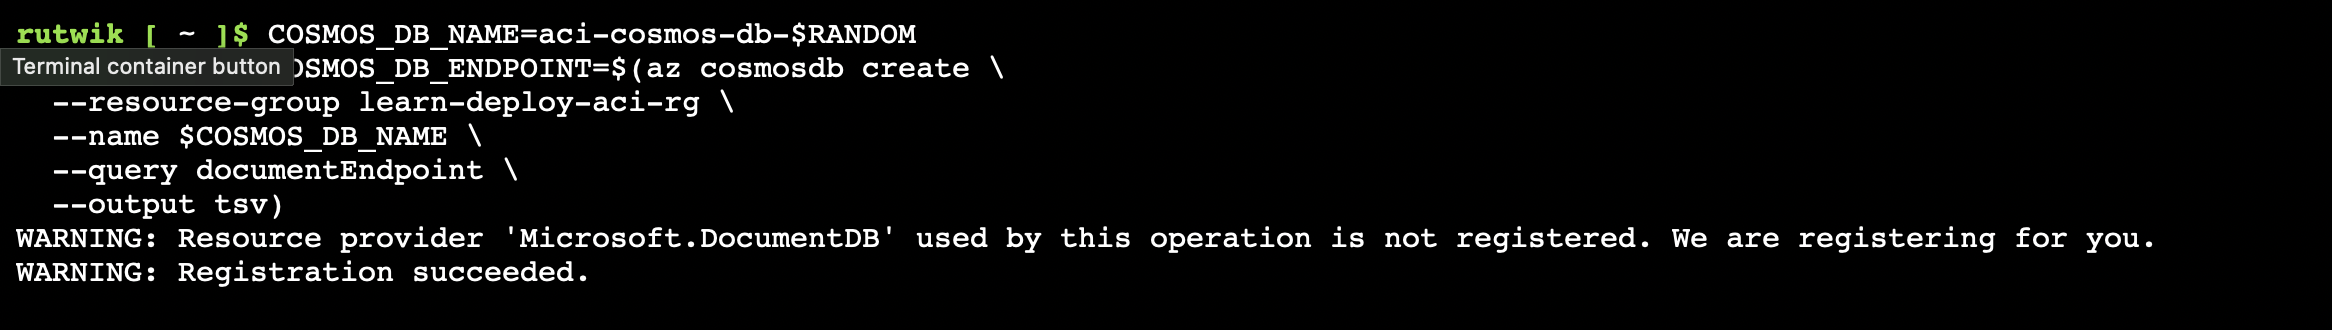 rutwik [ ~ ]$ COSMOS_DB_NAME=aci-cosmos-db-$RANDOM
Terminal container button
OSMOS_DB_ENDPOINT=$(az cosmosdb create \
--resource-group learn-deploy-aci-rg \
--name $COSMOS_DB_NAME \
--query documentEndpoint \
--output tsv)
WARNING: Resource provider 'Microsoft.DocumentDB' used by this operation is not registered. We are registering for you.
WARNING: Registration succeeded.